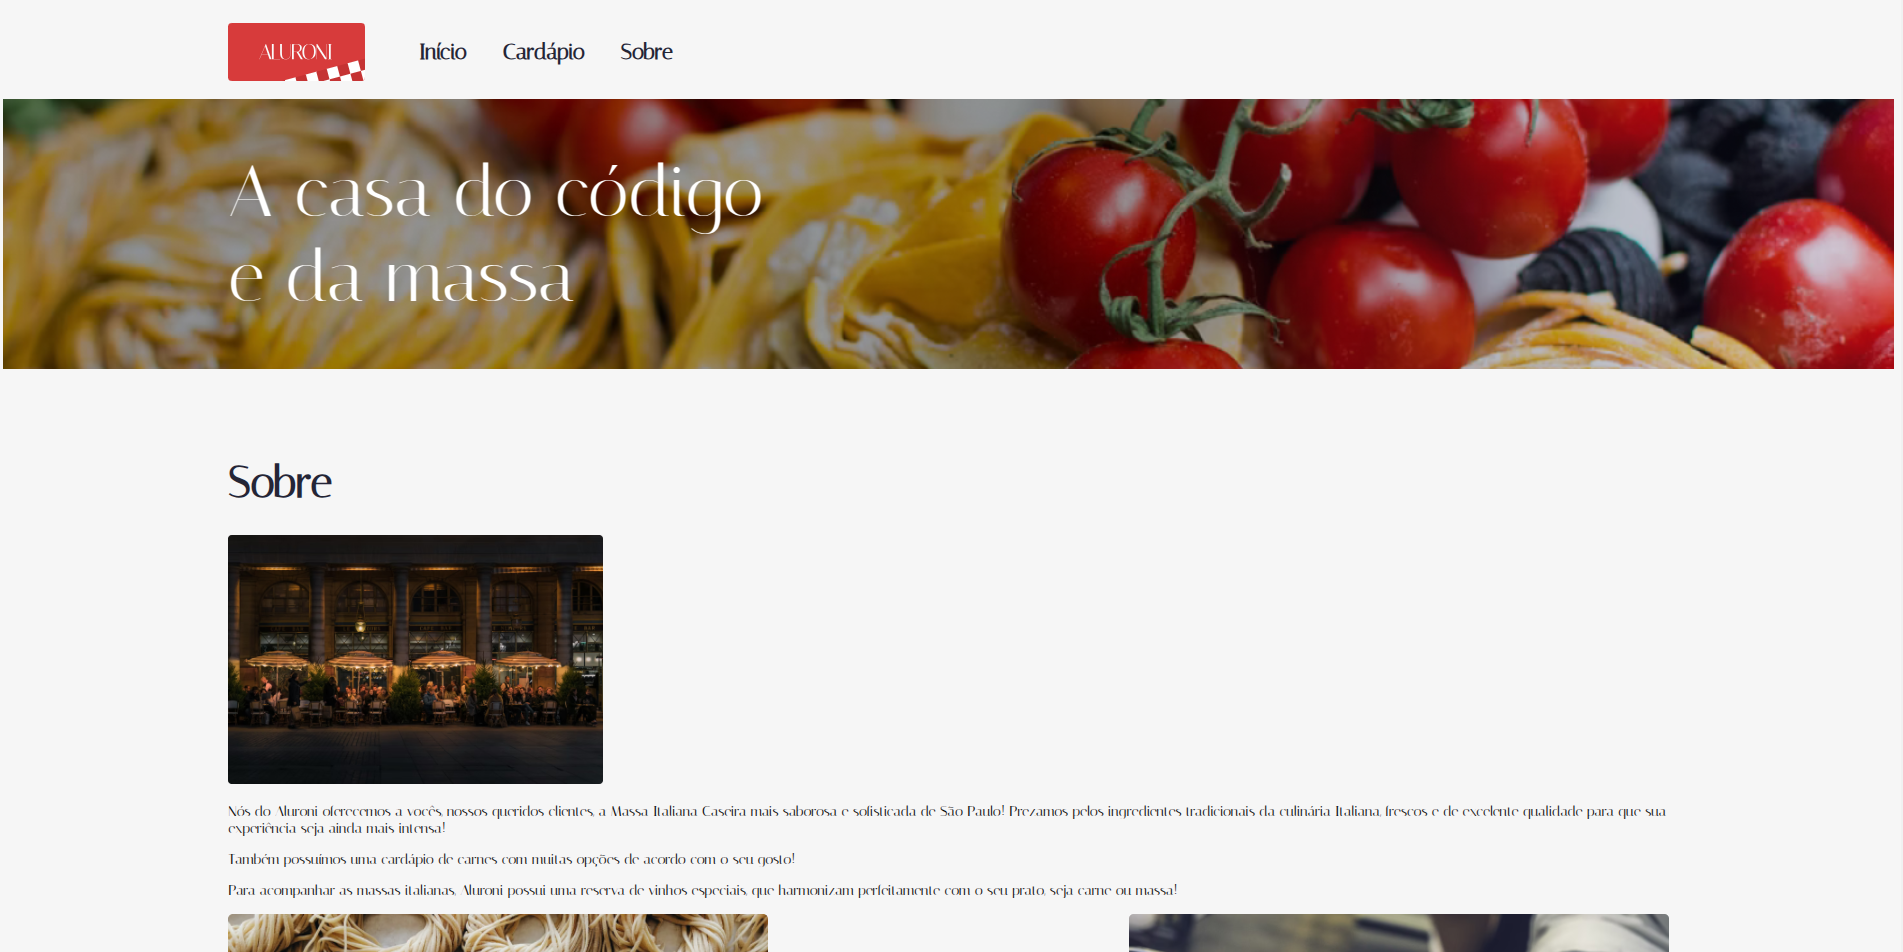 ALURONI
Início Cardápio Sobre
A casa do código
e da massa
Sobre
Nós do Aluroni oferecemos a vocês, nossos queridos clientes, a Massa Italiana Caseira mais saborosa e sofisticada de São Paulo! Prezamos pelos ingredientes tradicionais da culinária Italiana, frescos e de excelente qualidade para que sua
experiência seja ainda mais intensa!
Também possuímos uma cardápio de carnes com muitas opções de acordo com o seu gosto!
Para acompanhar as massas italianas, Aluroni possui uma reserva de vinhos especiais, que harmonizam perfeitamente com o seu prato, seja carne ou massa!